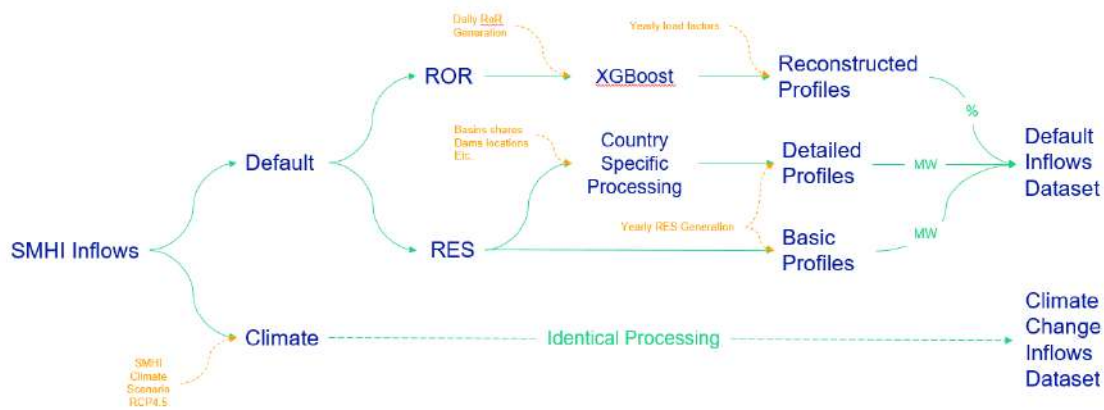 Daily RoR
Generation
Yearly load factors
ROR
XGBoost
Reconstructed
Profiles
%
Basins shares
Dams locations
Etc.
Default
Country
Specific
Processing
Detailed
Profiles
MW
Default
Inflows
Dataset
Yearly RES Generation
SMHI Inflows
RES
Basic
Profiles
MW
Climate
Identical Processing
Climate
Change
Inflows
Dataset
SMHI
Climate
Scenario
RCP4.5